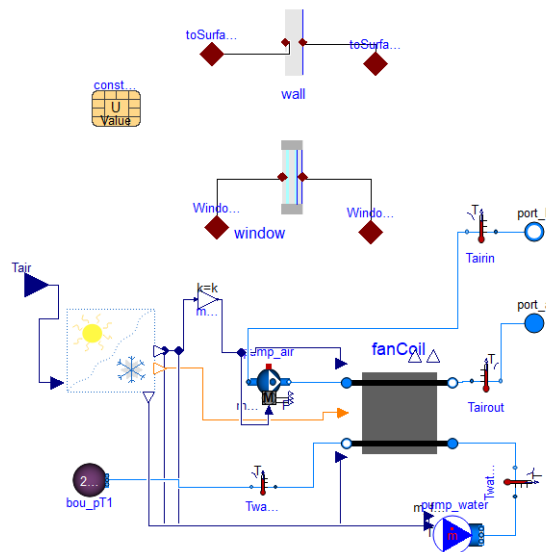 toSurfa...
toSurfa...
wall
const...
U
Value
Windo...
Windo...
window
port_
T
Tairin
Tair
k=k
m...
port_
pump_air
fanCoil
M
m...
T
Tairout
2...
bou_pT1
T
Twa...
T
Twat...
pump_water
m
ṁ